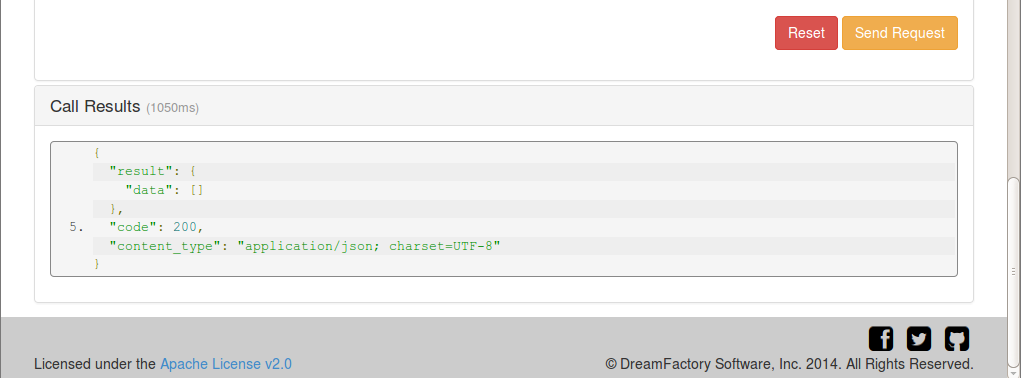 Reset Send Request
Call Results (1050ms)
{
"result": {
"data": []
},
5. "code": 200,
"content_type": "application/json; charset=UTF-8"
}
Licensed under the Apache License v2.0 © DreamFactory Software, Inc. 2014. All Rights Reserved.